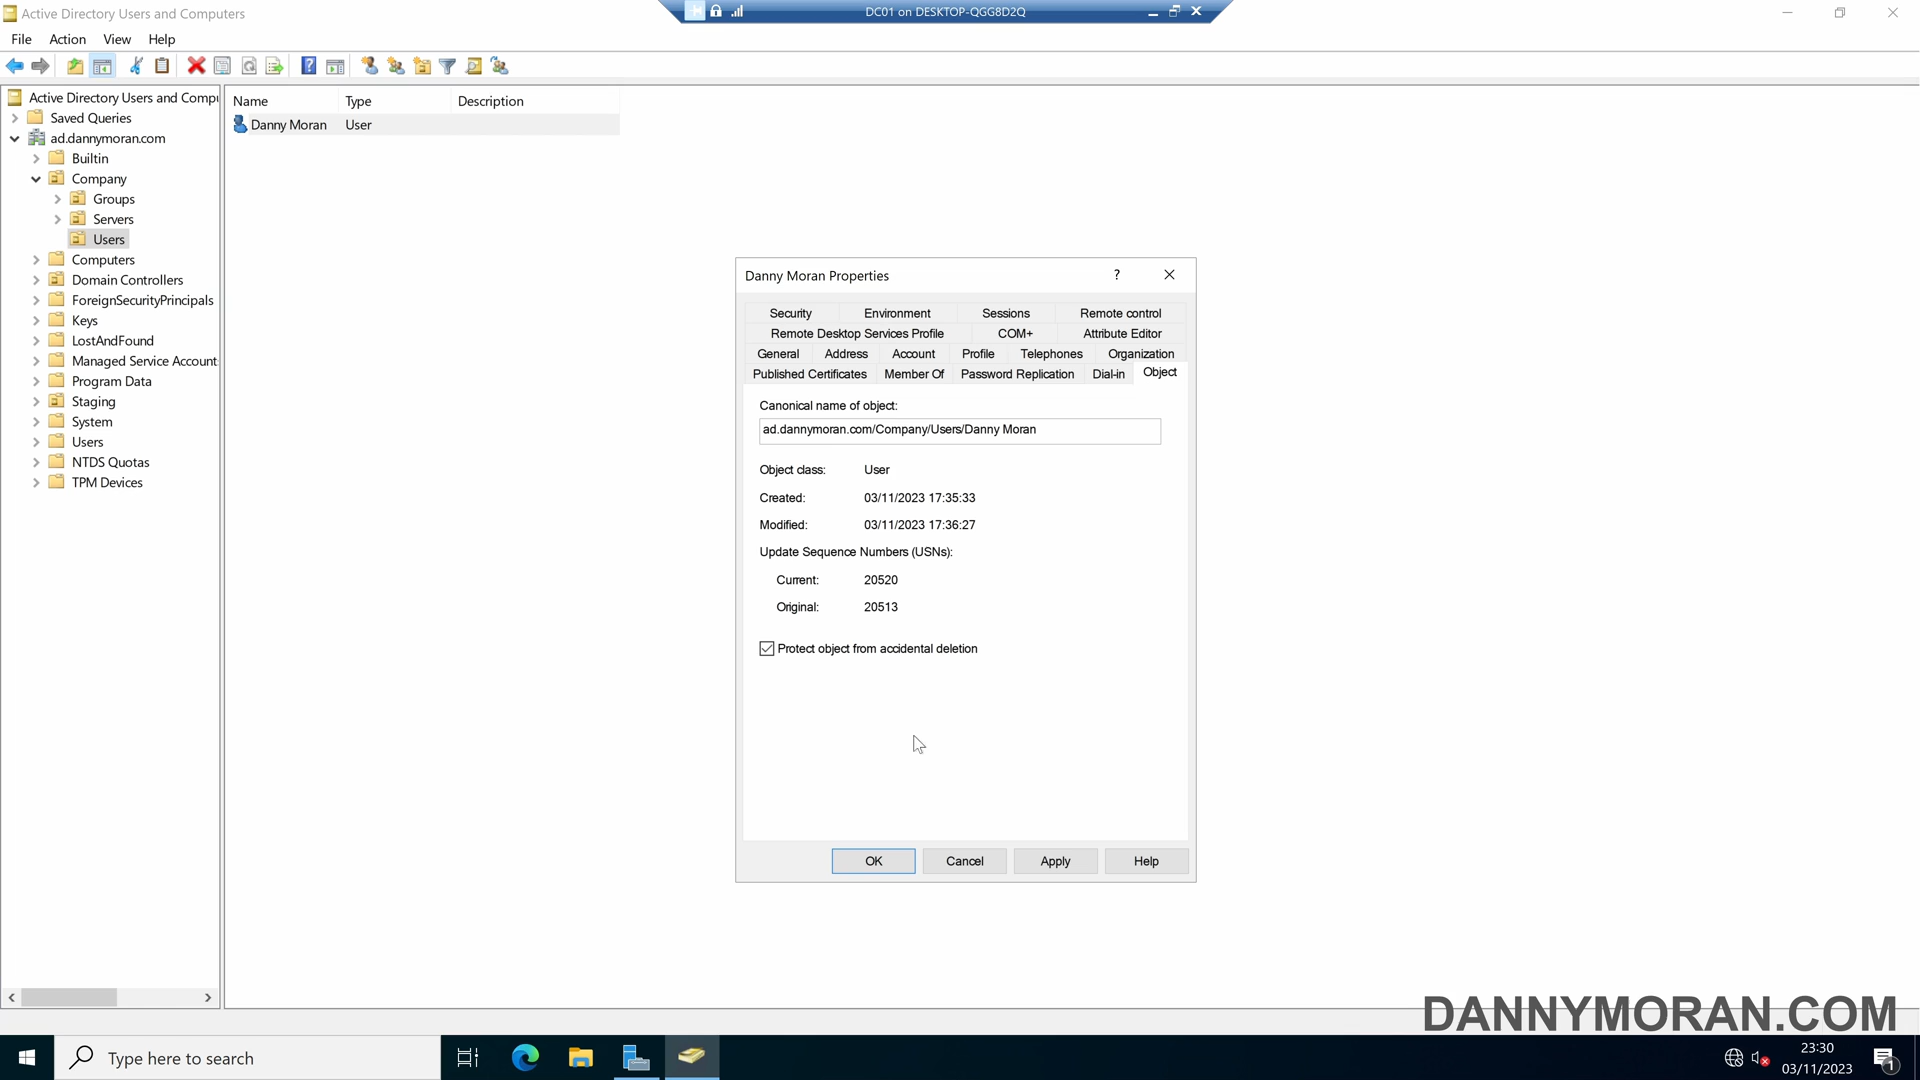 Active Directory Users and Computers
DC01 on DESKTOP-QGG8D2Q
File Action View Help
Active Directory Users and Compu
Saved Queries
ad.dannymoran.com
Builtin
Company
Groups
Servers
Users
Computers
Domain Controllers
ForeignSecurityPrincipals
Keys
LostAndFound
Managed Service Account
Program Data
Staging
System
Users
NTDS Quotas
TPM Devices
Name Type Description
Danny Moran User
Danny Moran Properties
?
Security Environment Sessions Remote control
Remote Desktop Services Profile COM+ Attribute Editor
General Address Account Profile Telephones Organization
Published Certificates Member Of Password Replication Dial-in Object
Canonical name of object:
ad.dannymoran.com/Company/Users/Danny Moran
Object class: User
Created: 03/11/2023 17:35:33
Modified: 03/11/2023 17:36:27
Update Sequence Numbers (USNs):
Current: 20520
Original: 20513
Protect object from accidental deletion
OK Cancel Apply Help
DANNYMORAN.COM
Type here to search
23:30
03/11/2023
1